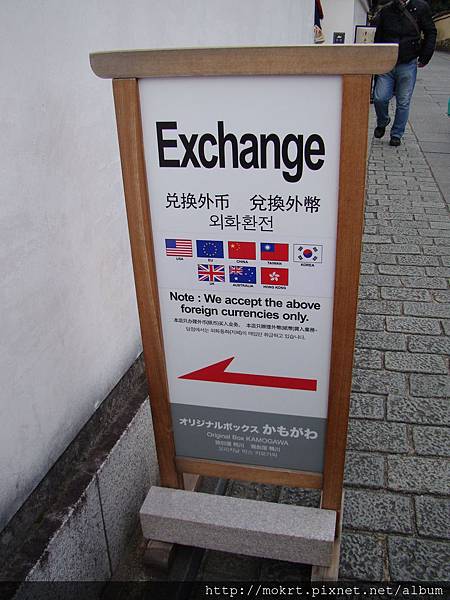 Exchange
兑换外币 兌換外幣
외화환전
USA EU CHINA TAIWAN KOREA
AUSTRALIA HONG KONG
Note : We accept the above
foreign currencies only.
オリジナルボックス かもがわ
Original Box KAMOGAWA
http://mokrt.pixnet.net/album